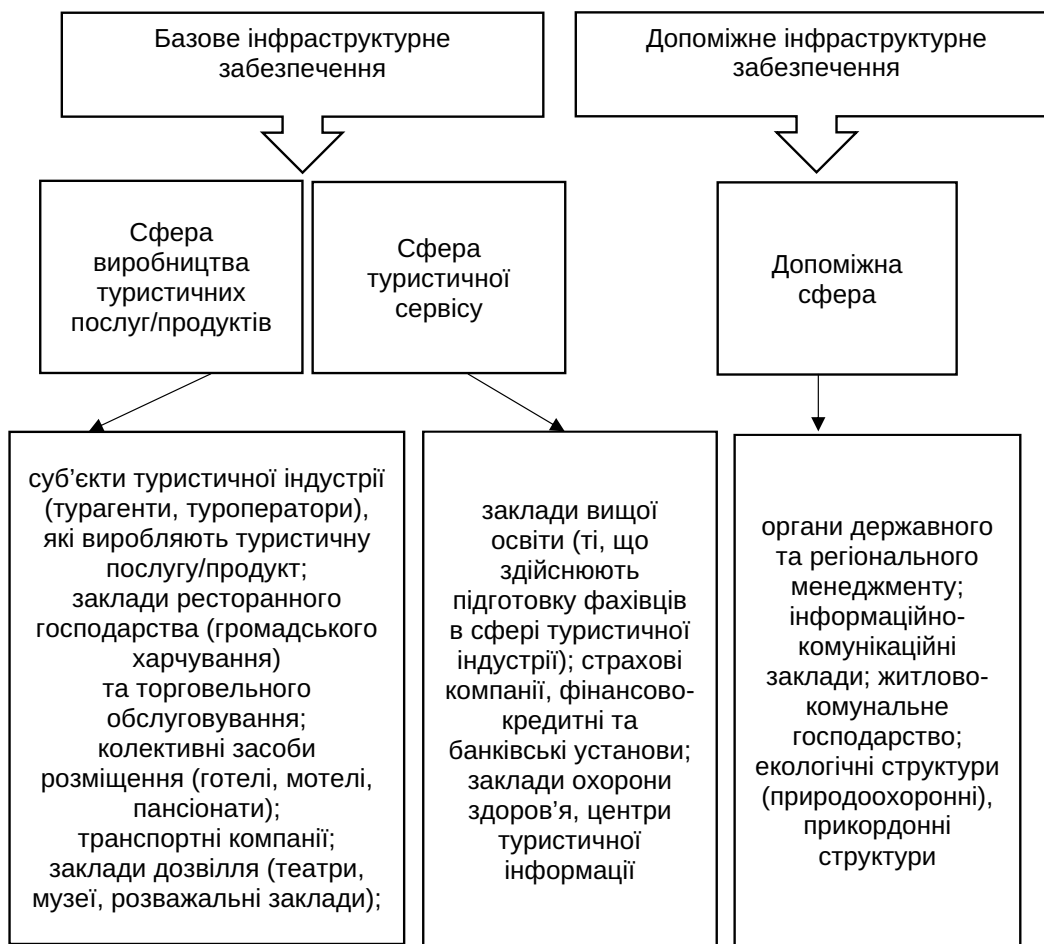 Базове інфраструктурне
забезпечення
Допоміжне інфраструктурне
забезпечення
Сфера
виробництва
туристичних
послуг/продуктів
Сфера
туристичної
сервісу
Допоміжна
сфера
суб’єкти туристичної індустрії
(турагенти, туроператори),
які виробляють туристичну
послугу/продукт;
заклади ресторанного
господарства (громадського
харчування)
та торговельного
обслуговування;
колективні засоби
розміщення (готелі, мотелі,
пансіонати);
транспортні компанії;
заклади дозвілля (театри,
музеї, розважальні заклади);
заклади вищої
освіти (ті, що
здійснюють
підготовку фахівців
в сфері туристичної
індустрії); страхові
компанії, фінансово-
кредитні та
банківські установи;
заклади охорони
здоров’я, центри
туристичної
інформації
органи державного
та регіонального
менеджменту;
інформаційно-
комунікаційні
заклади; житлово-
комунальне
господарство;
екологічні структури
(природоохоронні),
прикордонні
структури